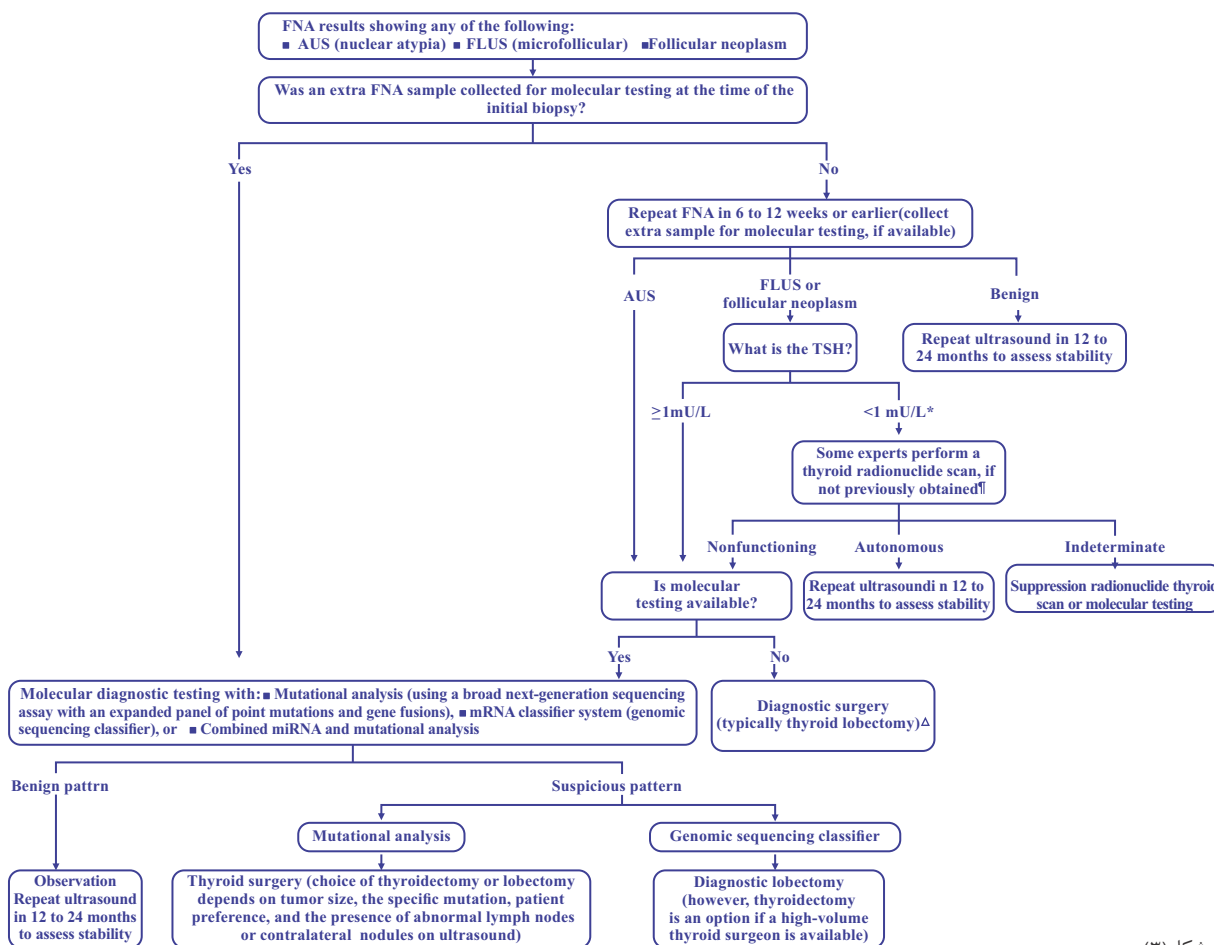 FNA results showing any of the following:
■ AUS (nuclear atypia) ■ FLUS (microfollicular) ■Follicular neoplasm
Was an extra FNA sample collected for molecular testing at the time of the
initial biopsy?
Yes
No
Repeat FNA in 6 to 12 weeks or earlier(collect
extra sample for molecular testing, if available)
AUS
FLUS or
follicular neoplasm
Benign
What is the TSH?
Repeat ultrasound in 12 to
24 months to assess stability
≥1mU/L
<1 mU/L*
Some experts perform a
thyroid radionuclide scan, if
not previously obtained¶
Nonfunctioning
Autonomous
Indeterminate
Is molecular
testing available?
Repeat ultrasoundi n 12 to
24 months to assess stability
Suppression radionuclide thyroid
scan or molecular testing
Yes
No
Molecular diagnostic testing with: ■ Mutational analysis (using a broad next-generation sequencing
assay with an expanded panel of point mutations and gene fusions), ■ mRNA classifier system (genomic
sequencing classifier), or ■ Combined miRNA and mutational analysis
Diagnostic surgery
(typically thyroid lobectomy)△
Benign pattrn
Suspicious pattern
Mutational analysis
Genomic sequencing classifier
Observation
Repeat ultrasound
in 12 to 24 months
to assess stability
Thyroid surgery (choice of thyroidectomy or lobectomy
depends on tumor size, the specific mutation, patient
preference, and the presence of abnormal lymph nodes
or contralateral nodules on ultrasound)
Diagnostic lobectomy
(however, thyroidectomy
is an option if a high-volume
thyroid surgeon is available)